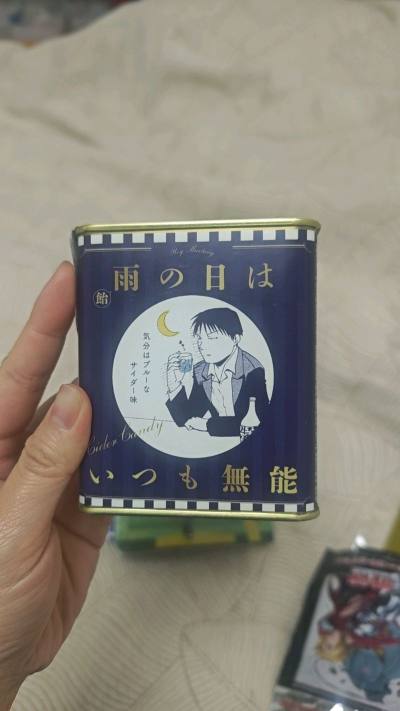 Roy Mustang
雨の日は
飴
気分はブルーな
サイダー味
Cider Candy
いつも無能